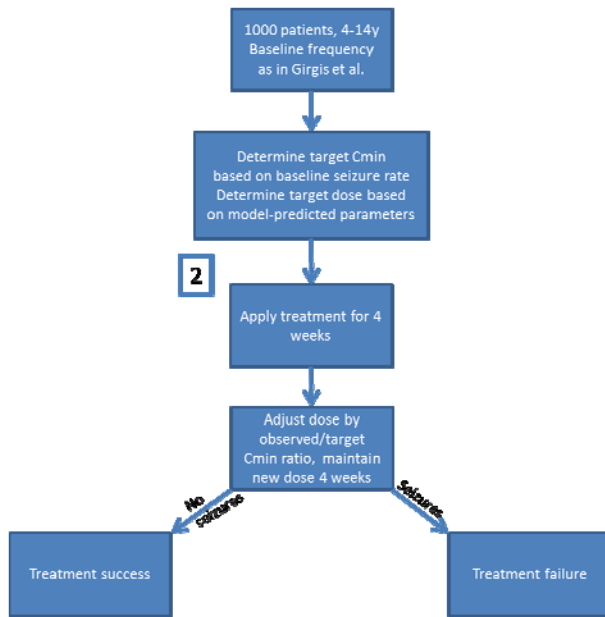 1000 patients, 4-14y
Baseline frequency
as in Girgis et al.
Determine target Cmin
based on baseline seizure rate
Determine target dose based
on model-predicted parameters
2
Apply treatment for 4
weeks
Adjust dose by
observed/target
Cmin ratio,  maintain
new dose 4 weeks
No
seizures
Seizures
Treatment success
Treatment failure